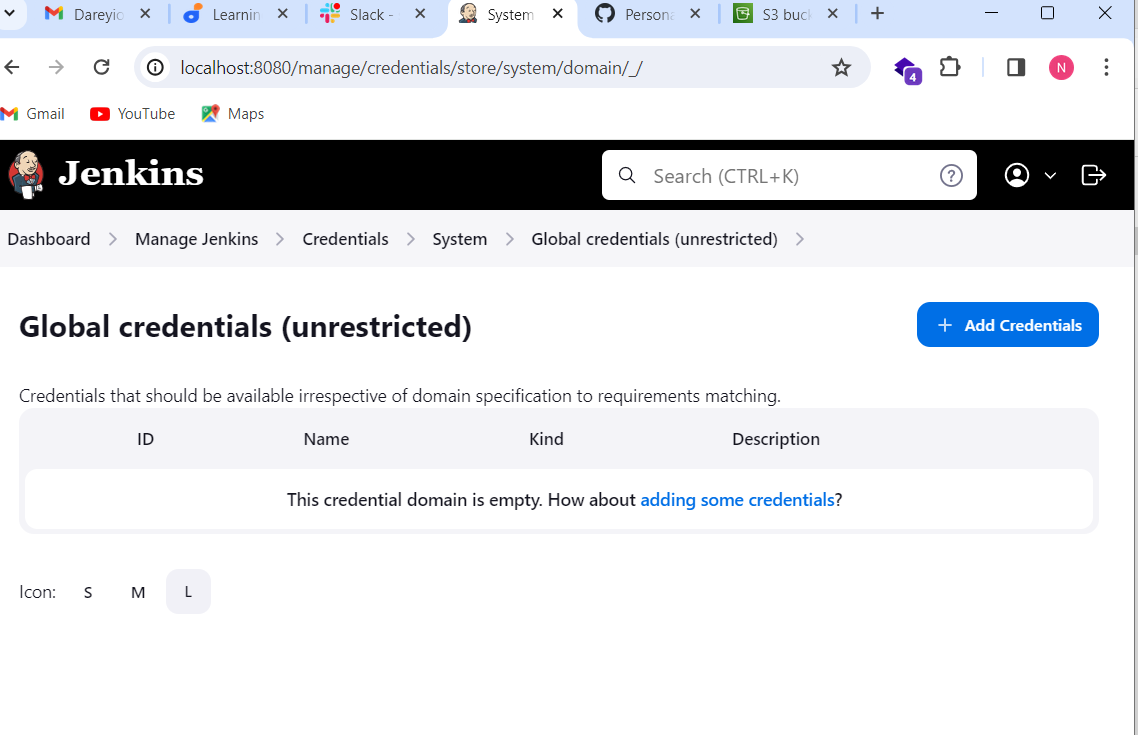 Dareyio Learnin Slack - System Persona S3 buc
localhost:8080/manage/credentials/store/system/domain/_/ 4 N
Gmail YouTube Maps
Jenkins Search (CTRL+K) ?
Dashboard Manage Jenkins Credentials System Global credentials (unrestricted)
Global credentials (unrestricted) + Add Credentials
Credentials that should be available irrespective of domain specification to requirements matching.
ID Name Kind Description
This credential domain is empty. How about adding some credentials?
Icon: S M L